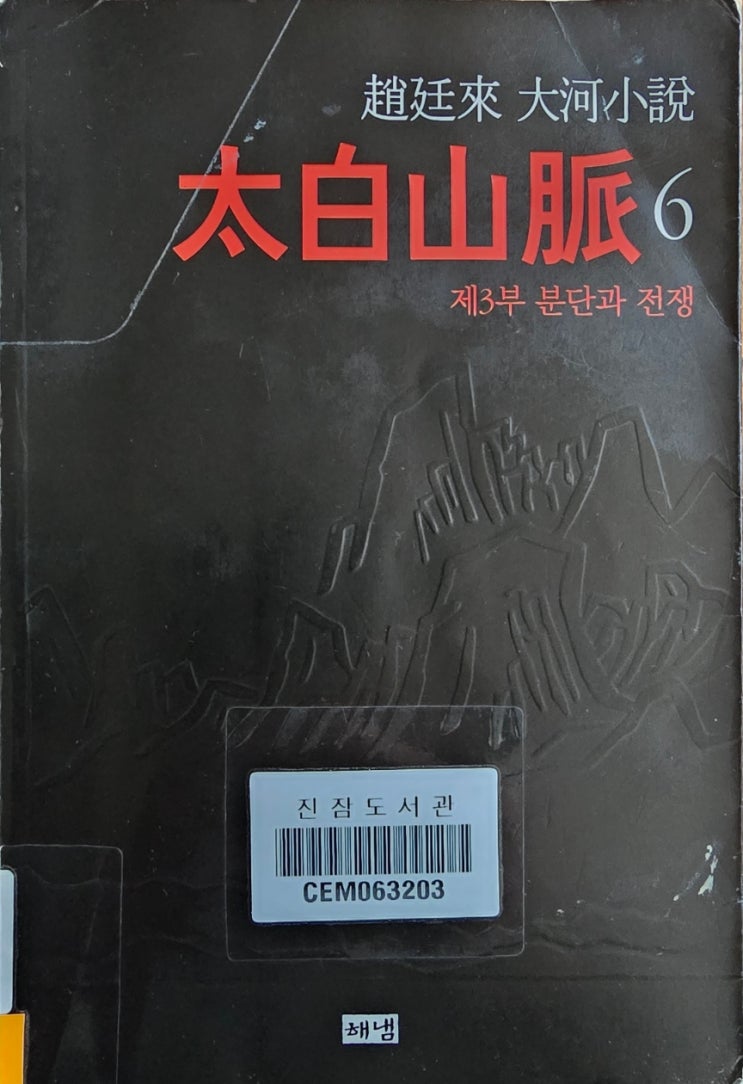 趙廷來 大河小說
太白山脈 6
제3부 분단과 전쟁
진잠도서관
CEM063203
해냄